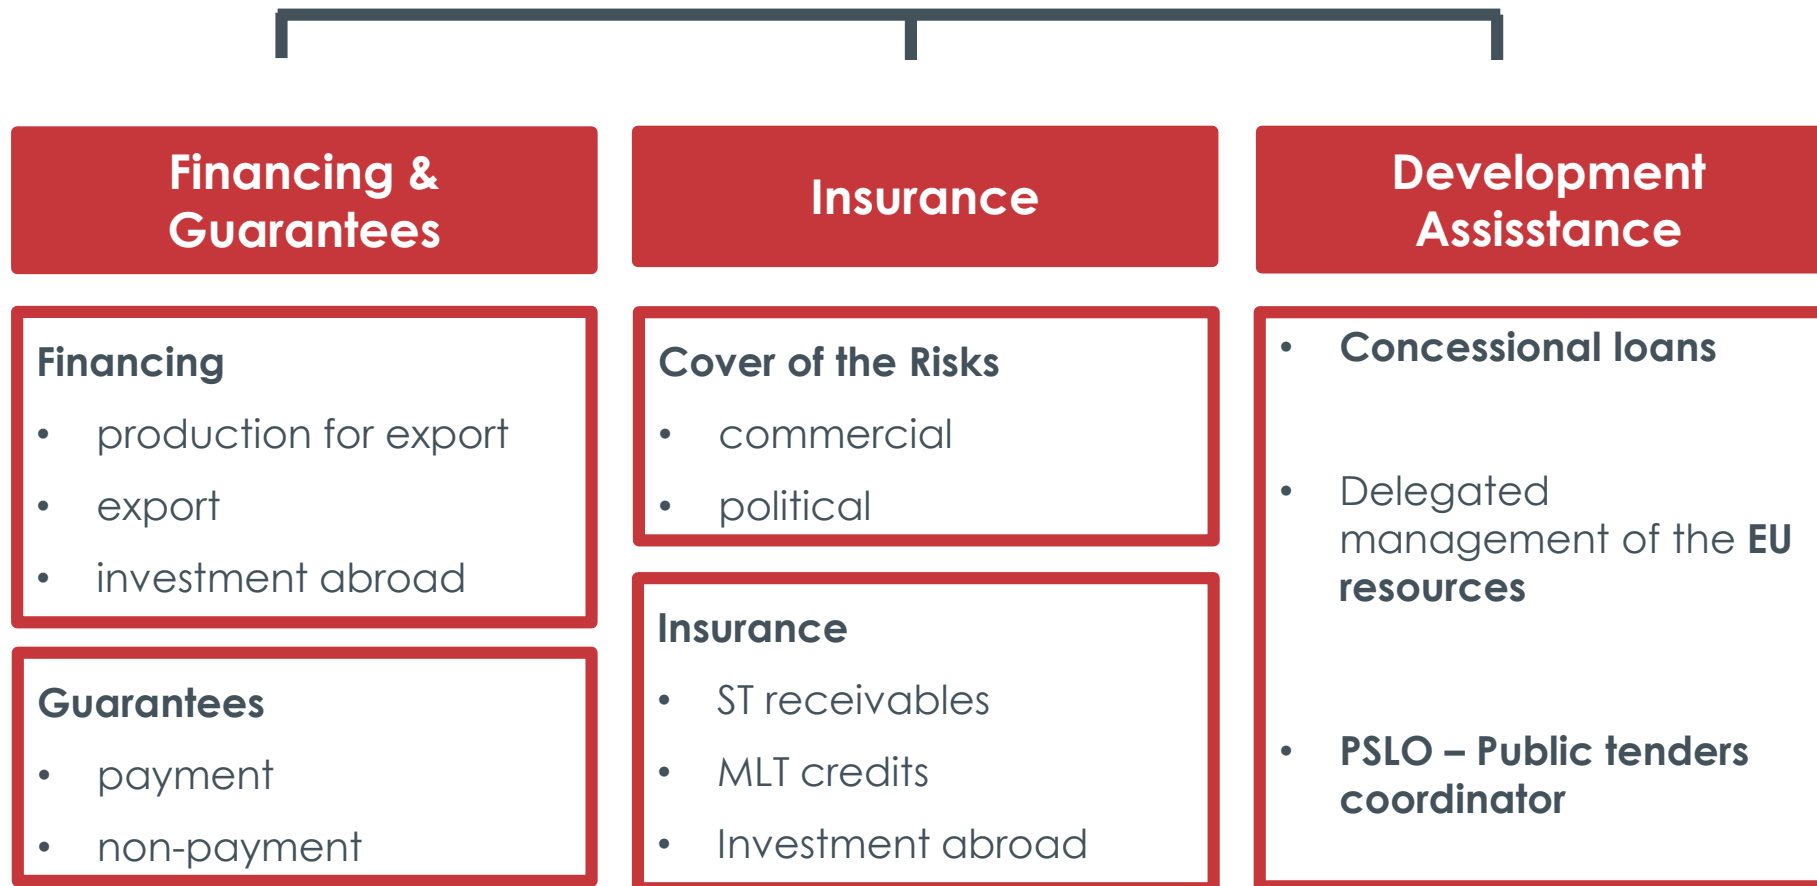 Financing &
Guarantees
Insurance
Development
Assisstance
Financing
• production for export
• export
• investment abroad
Guarantees
• payment
• non-payment
Cover of the Risks
• commercial
• political
Insurance
• ST receivables
• MLT credits
• Investment abroad
• Concessional loans
• Delegated
management of the EU
resources
• PSLO – Public tenders
coordinator